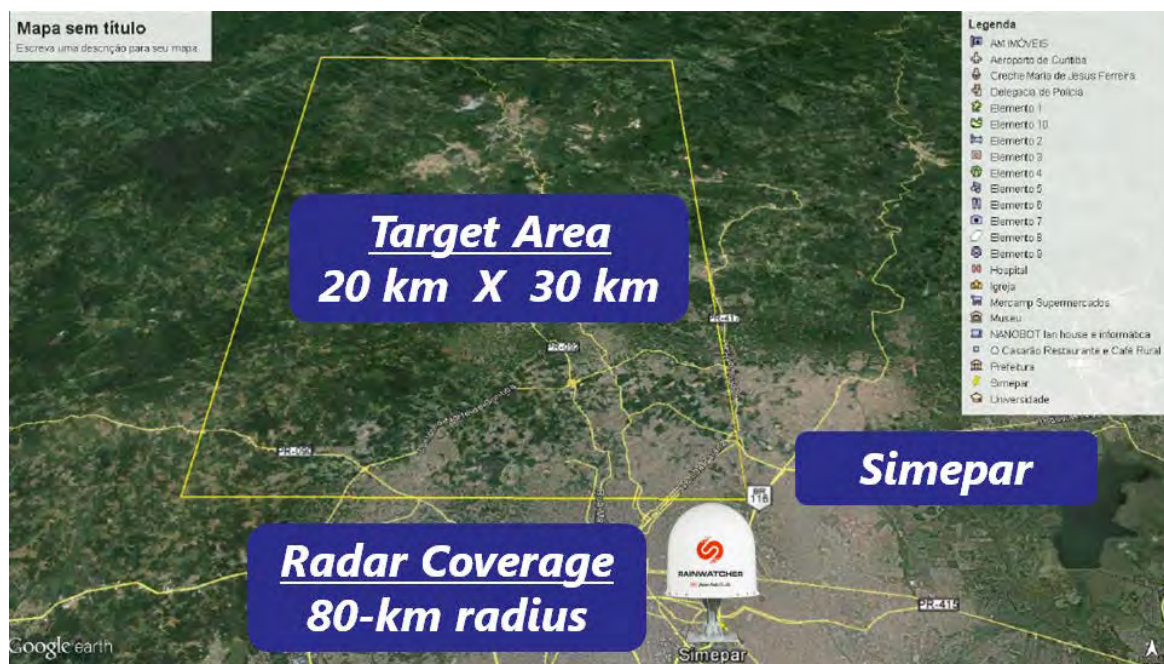 Mapa sem título
Escreva uma descrição para seu mapa.
Legenda
AM IMÓVEIS
Aeroporto de Curitiba
Creche Maria de Jesus Ferreira
Delegacia de Polícia
Elemento 1
Elemento 10
Elemento 2
Elemento 3
Elemento 4
Elemento 5
Elemento 6
Elemento 7
Elemento 8
Elemento 9
Hospital
Igreja
Mercamp Supermercados
Museu
NANOBOT lan house e informática
O Casarão Restaurante e Café Rural
Prefeitura
Simepar
Universidade
Target Area
20 km X 30 km
PR-417
PR-092
PR-090
Simepar
BR
116
Radar Coverage
80-km radius
RAINWATCHER
PR-415
Simepar
Google earth